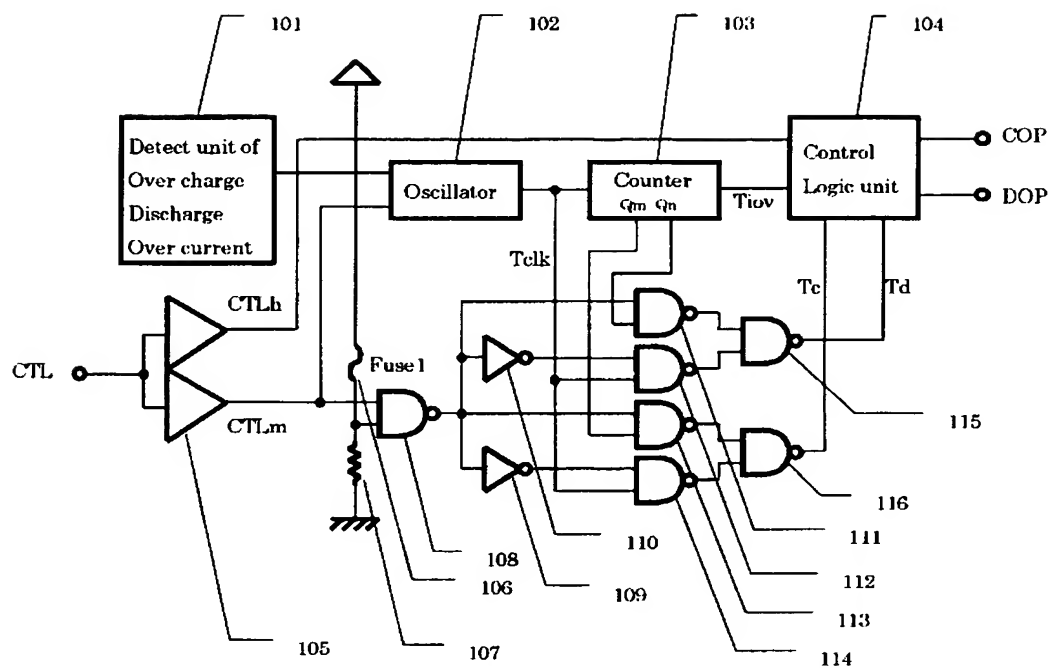 101
102
103
104
Detect unit of
Over charge
Discharge
Over current
Oscillator
Counter
Qm Qn
Control
Logic unit
COP
DOP
Tiov
Tclk
Tc
Td
CTLh
CTL
CTLm
Fuse1
115
116
108
106
110
109
111
112
113
114
105
107